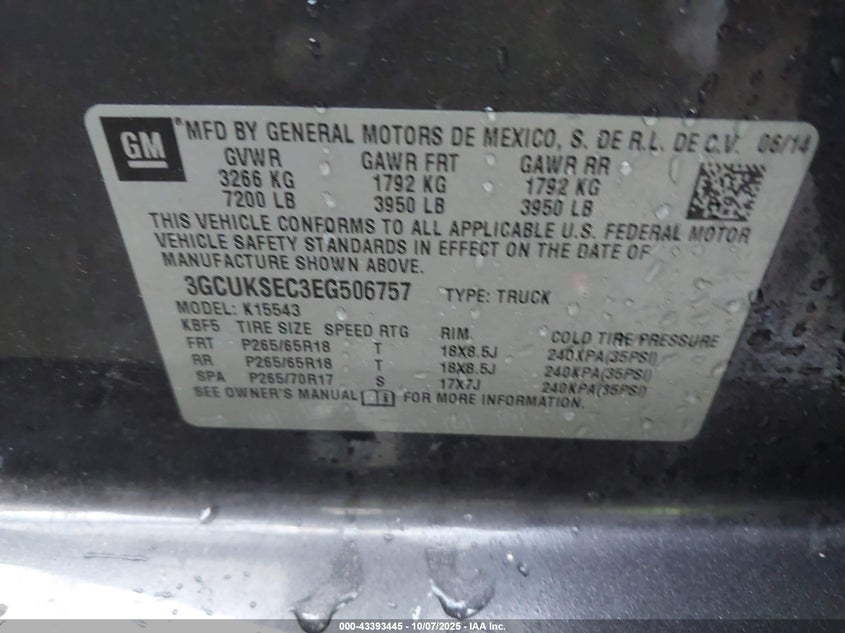 GM
® MFD BY GENERAL MOTORS DE MEXICO, S. DE R.L. DE C.V. 06/14
GVWR GAWR FRT GAWR RR
3266 KG 1792 KG 1792 KG
7200 LB 3950 LB 3950 LB
THIS VEHICLE CONFORMS TO ALL APPLICABLE U.S. FEDERAL MOTOR
VEHICLE SAFETY STANDARDS IN EFFECT ON THE DATE OF
MANUFACTURE SHOWN ABOVE.
3GCUKSEC3EG506757 TYPE: TRUCK
MODEL: K15543
KBF5 TIRE SIZE SPEED RTG RIM COLD TIRE PRESSURE
FRT P265/65R18 T 18X8.5J 240KPA(35PSI)
RR P265/65R18 T 18X8.5J 240KPA(35PSI)
SPA P265/70R17 S 17X7J 240KPA(35PSI)
SEE OWNER'S MANUAL FOR MORE INFORMATION.
000-43393445 - 10/07/2025 - IAA Inc.